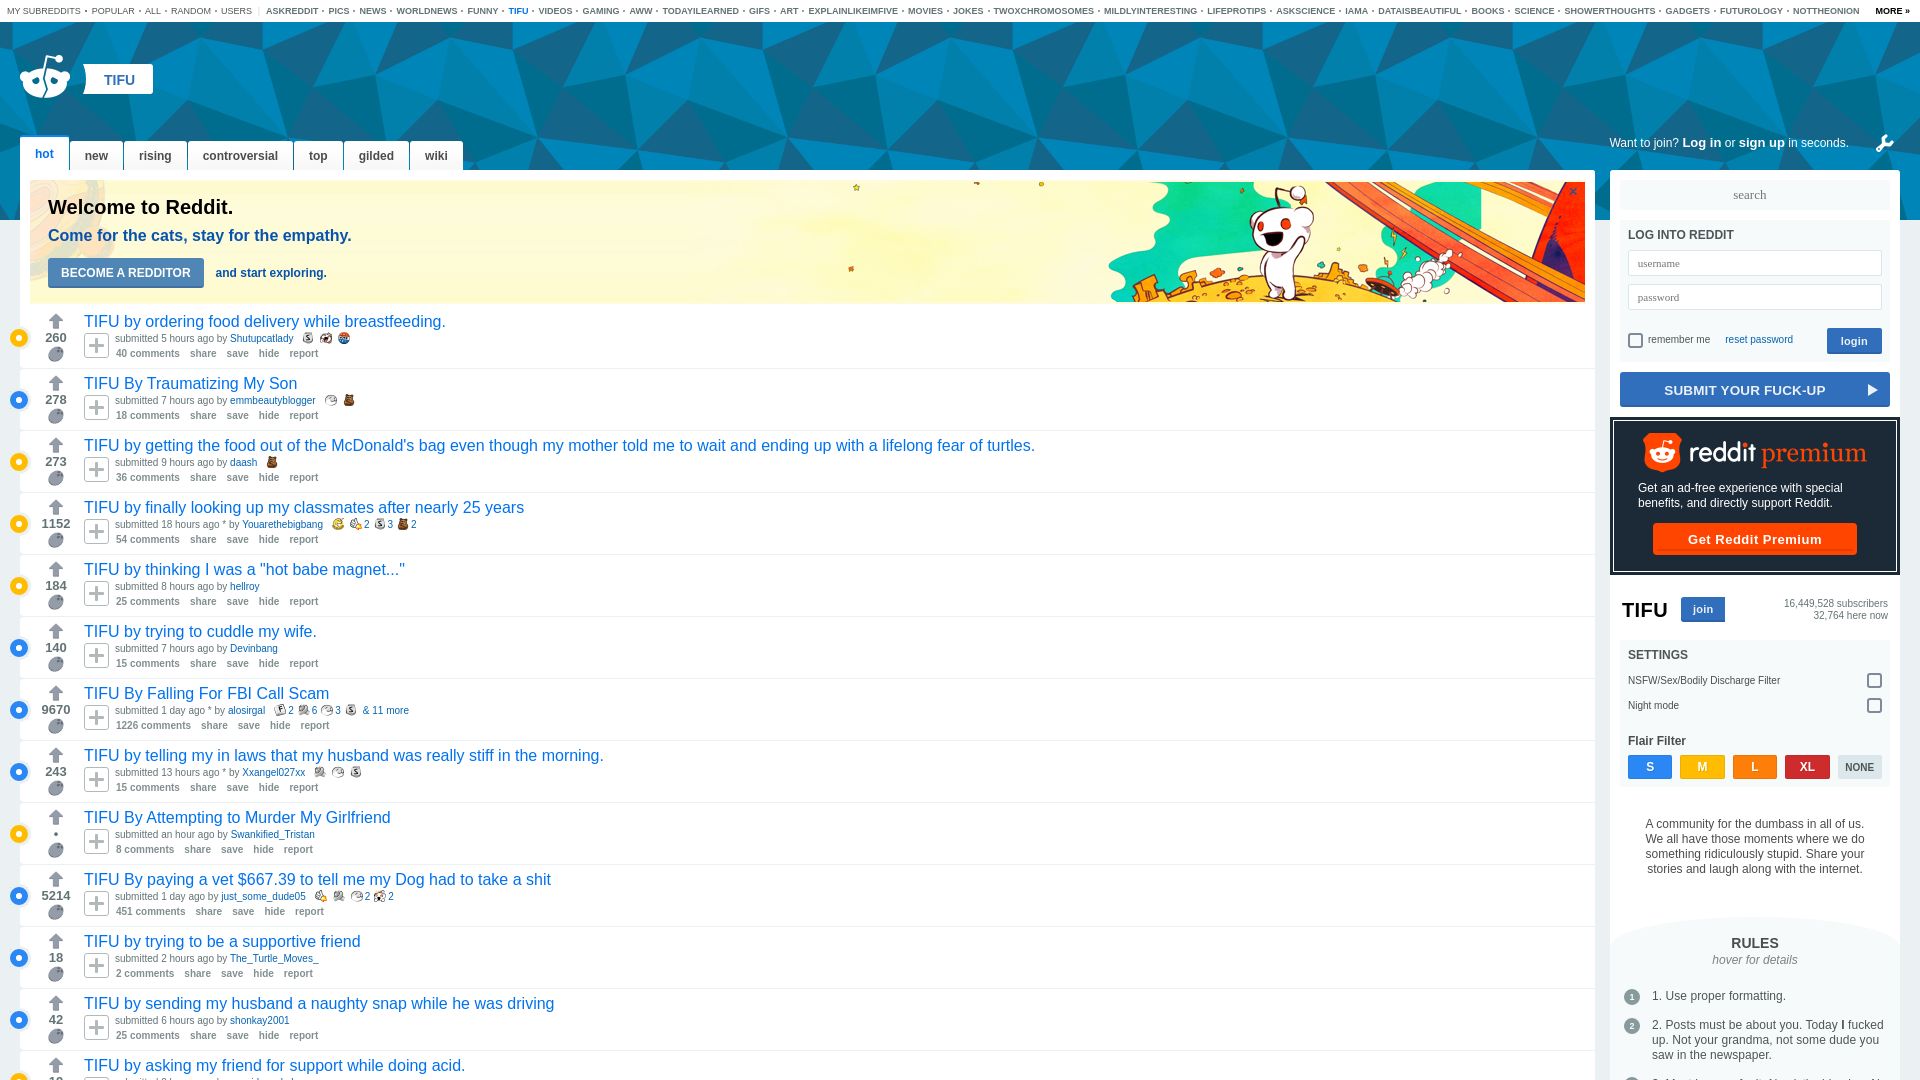 MY SUBREDDITS • POPULAR • ALL • RANDOM • USERS | ASKREDDIT • PICS • NEWS • WORLDNEWS • FUNNY • TIFU • VIDEOS • GAMING • AWW • TODAYILEARNED • GIFS • ART • EXPLAINLIKEIMFIVE • MOVIES • JOKES • TWOXCHROMOSOMES • MILDLYINTERESTING • LIFEPROTIPS • ASKSCIENCE • IAMA • DATAISBEAUTIFUL • BOOKS • SCIENCE • SHOWERTHOUGHTS • GADGETS • FUTUROLOGY • NOTTHEONION MORE »
TIFU
hot new rising controversial top gilded wiki
Want to join? Log in or sign up in seconds.
Welcome to Reddit.
Come for the cats, stay for the empathy.
BECOME A REDDITOR and start exploring.
TIFU by ordering food delivery while breastfeeding.
260
submitted 5 hours ago by Shutupcatlady
40 comments share save hide report
TIFU By Traumatizing My Son
278
submitted 7 hours ago by emmbeautyblogger
18 comments share save hide report
TIFU by getting the food out of the McDonald's bag even though my mother told me to wait and ending up with a lifelong fear of turtles.
273
submitted 9 hours ago by daash
36 comments share save hide report
TIFU by finally looking up my classmates after nearly 25 years
1152
submitted 18 hours ago * by Youarethebigbang 2 3 2
54 comments share save hide report
TIFU by thinking I was a "hot babe magnet..."
184
submitted 8 hours ago by hellroy
25 comments share save hide report
TIFU by trying to cuddle my wife.
140
submitted 7 hours ago by Devinbang
15 comments share save hide report
TIFU By Falling For FBI Call Scam
9670
submitted 1 day ago * by alosirgal 2 6 3 & 11 more
1226 comments share save hide report
TIFU by telling my in laws that my husband was really stiff in the morning.
243
submitted 13 hours ago * by Xxangel027xx
15 comments share save hide report
TIFU By Attempting to Murder My Girlfriend
•
submitted an hour ago by Swankified_Tristan
8 comments share save hide report
TIFU By paying a vet $667.39 to tell me my Dog had to take a shit
5214
submitted 1 day ago by just_some_dude05 2 2
451 comments share save hide report
TIFU by trying to be a supportive friend
18
submitted 2 hours ago by The_Turtle_Moves_
2 comments share save hide report
TIFU by sending my husband a naughty snap while he was driving
42
submitted 6 hours ago by shonkay2001
25 comments share save hide report
TIFU by asking my friend for support while doing acid.
search
LOG INTO REDDIT
username
password
remember me reset password login
SUBMIT YOUR FUCK-UP
reddit premium
Get an ad-free experience with special
benefits, and directly support Reddit.
Get Reddit Premium
TIFU join
16,449,528 subscribers
32,764 here now
SETTINGS
NSFW/Sex/Bodily Discharge Filter
Night mode
Flair Filter
S M L XL NONE
A community for the dumbass in all of us.
We all have those moments where we do
something ridiculously stupid. Share your
stories and laugh along with the internet.
RULES
hover for details
1 1. Use proper formatting.
2 2. Posts must be about you. Today I fucked
up. Not your grandma, not some dude you
saw in the newspaper.